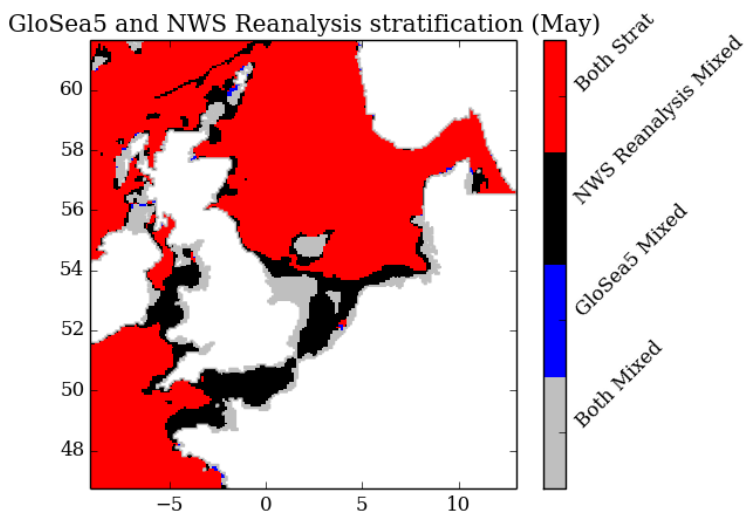 GloSea5 and NWS Reanalysis stratification (May)
60
58
56
54
52
50
48
−5
0
5
10
Both Strat
NWS Reanalysis Mixed
GloSea5 Mixed
Both Mixed